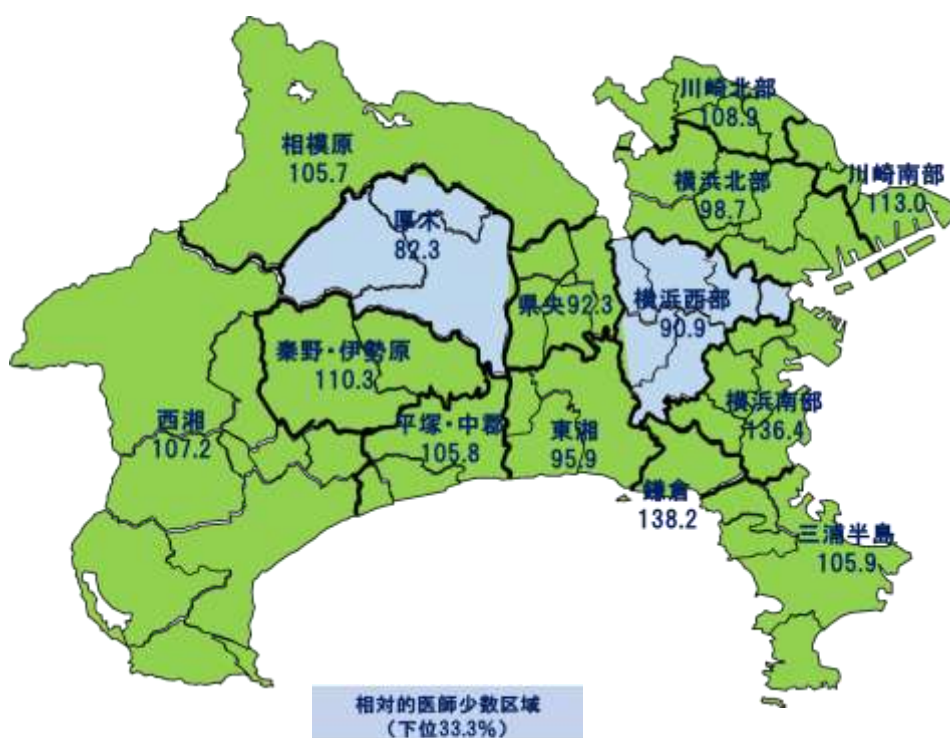 川崎北部
108.9
相模原
105.7
横浜北部
98.7
川崎南部
113.0
厚木
82.3
県央92.3
横浜西部
90.9
秦野・伊勢原
110.3
横浜南部
136.4
西湘
107.2
平塚・中郡
105.8
東湘
95.9
鎌倉
138.2
三浦半島
105.9
相対的医師少数区域
（下位33.3%）